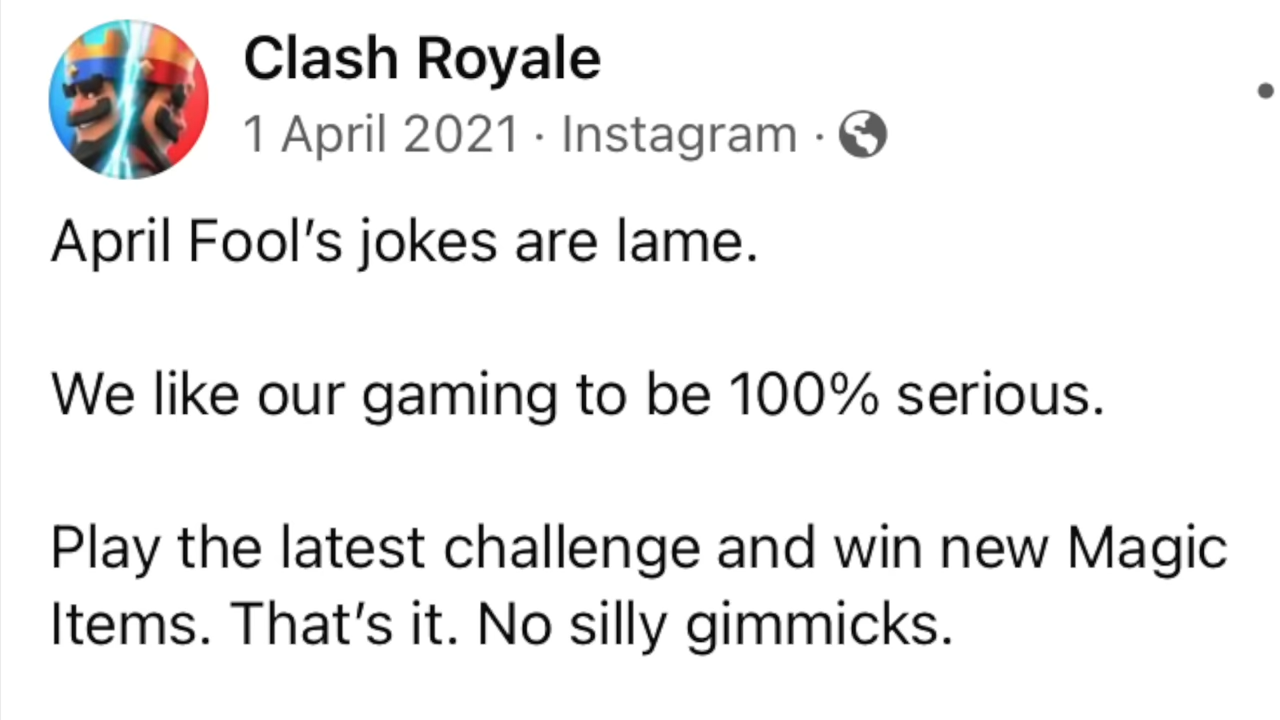 Clash Royale
1 April 2021 · Instagram ·
April Fool’s jokes are lame.
We like our gaming to be 100% serious.
Play the latest challenge and win new Magic
Items. That’s it. No silly gimmicks.